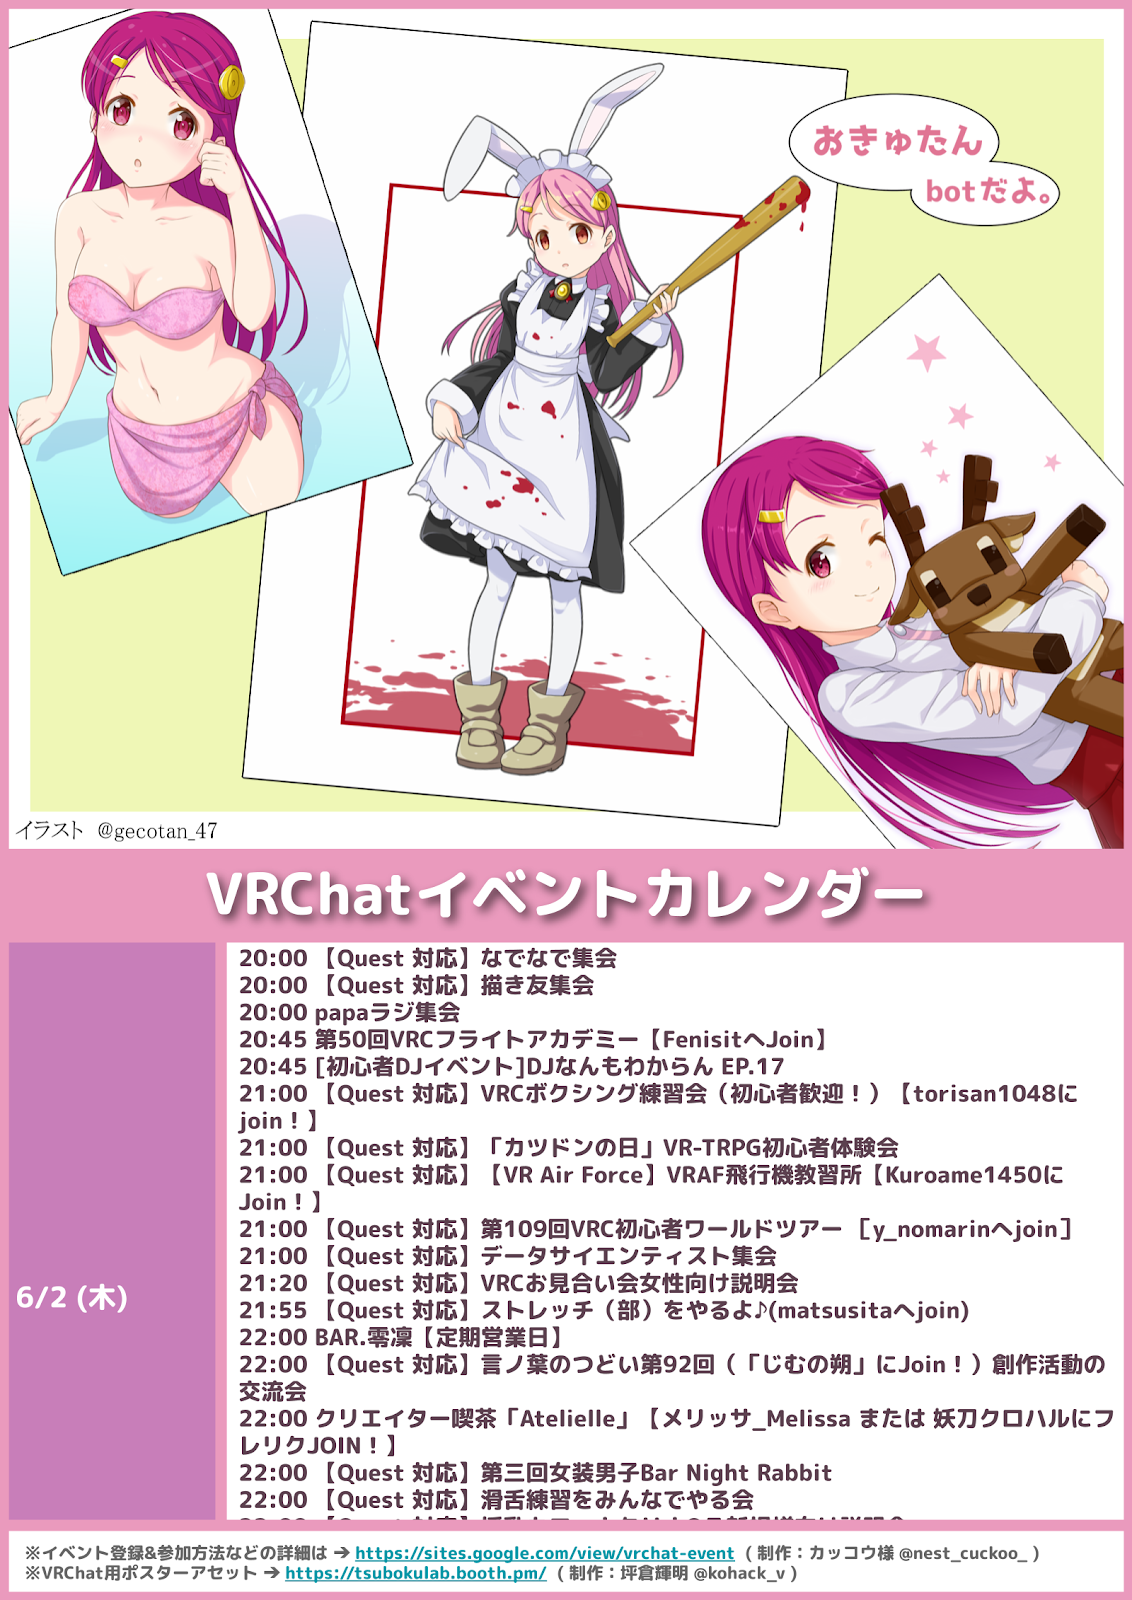 おきゅたん
botだよ。
イラスト @gecotan_47
VRChatイベントカレンダー
6/2 (木)
20:00 【Quest 対応】なでなで集会
20:00 【Quest 対応】描き友集会
20:00 papaラジ集会
20:45 第50回VRCフライトアカデミー【FenisitへJoin】
20:45 [初心者DJイベント]DJなんもわからん EP.17
21:00 【Quest 対応】VRCボクシング練習会（初心者歓迎！）【torisan1048に
join！】
21:00 【Quest 対応】「カツドンの日」VR-TRPG初心者体験会
21:00 【Quest 対応】【VR Air Force】VRAF飛行機教習所【Kuroame1450に
Join！】
21:00 【Quest 対応】第109回VRC初心者ワールドツアー ［y_nomarinへjoin］
21:00 【Quest 対応】データサイエンティスト集会
21:20 【Quest 対応】VRCお見合い会女性向け説明会
21:55 【Quest 対応】ストレッチ（部）をやるよ♪(matsusitaへjoin)
22:00 BAR.零凜【定期営業日】
22:00 【Quest 対応】言ノ葉のつどい第92回（「じむの朔」にJoin！）創作活動の
交流会
22:00 クリエイター喫茶「Atelielle」【メリッサ_Melissa または 妖刀クロハルにフ
レリクJOIN！】
22:00 【Quest 対応】第三回女装男子Bar Night Rabbit
22:00 【Quest 対応】滑舌練習をみんなでやる会
※イベント登録&参加方法などの詳細は → https://sites.google.com/view/vrchat-event （ 制作：カッコウ様 @nest_cuckoo_ ）
※VRChat用ポスターアセット → https://tsubokulab.booth.pm/ （ 制作：坪倉輝明 @kohack_v ）